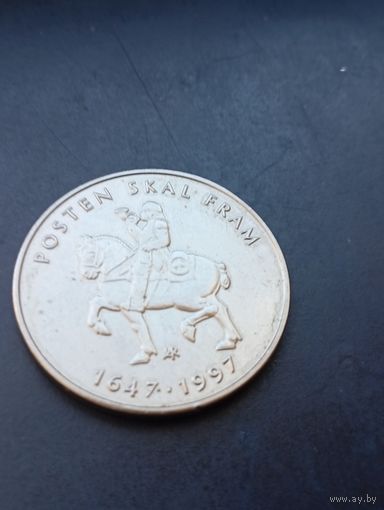 POSTEN SKAL FRAM
1647 · 1997
www.ay.by